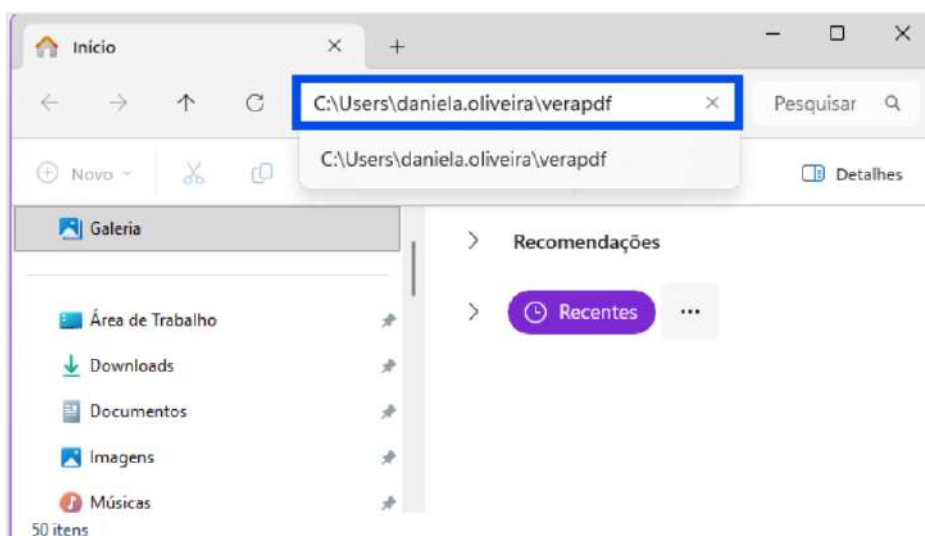 Início
C:\Users\daniela.oliveira\verapdf
Pesquisar
C:\Users\daniela.oliveira\verapdf
Novo
Detalhes
Galeria
Recomendações
Área de Trabalho
Recentes
Downloads
Documentos
Imagens
Músicas
50 itens